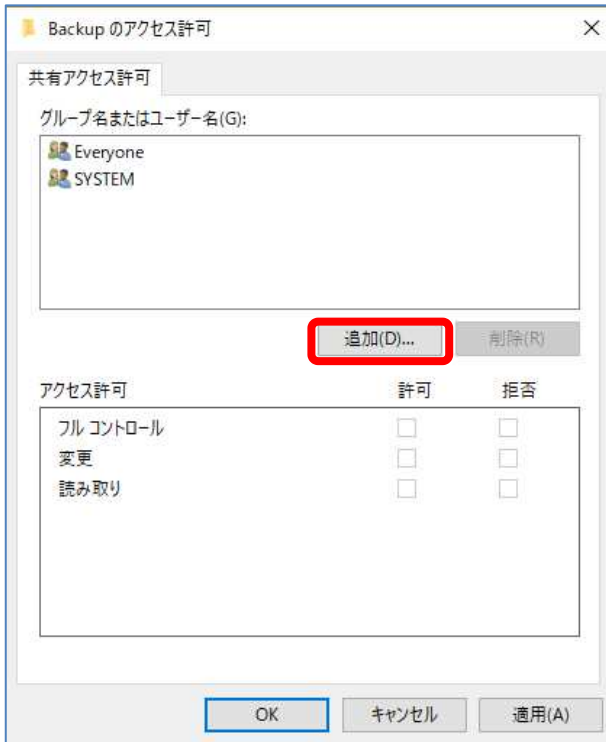 Backup のアクセス許可
共有アクセス許可
グループ名またはユーザー名(G):
Everyone
SYSTEM
追加(D)... 削除(R)
アクセス許可 許可 拒否
フル コントロール
変更
読み取り
OK キャンセル 適用(A)